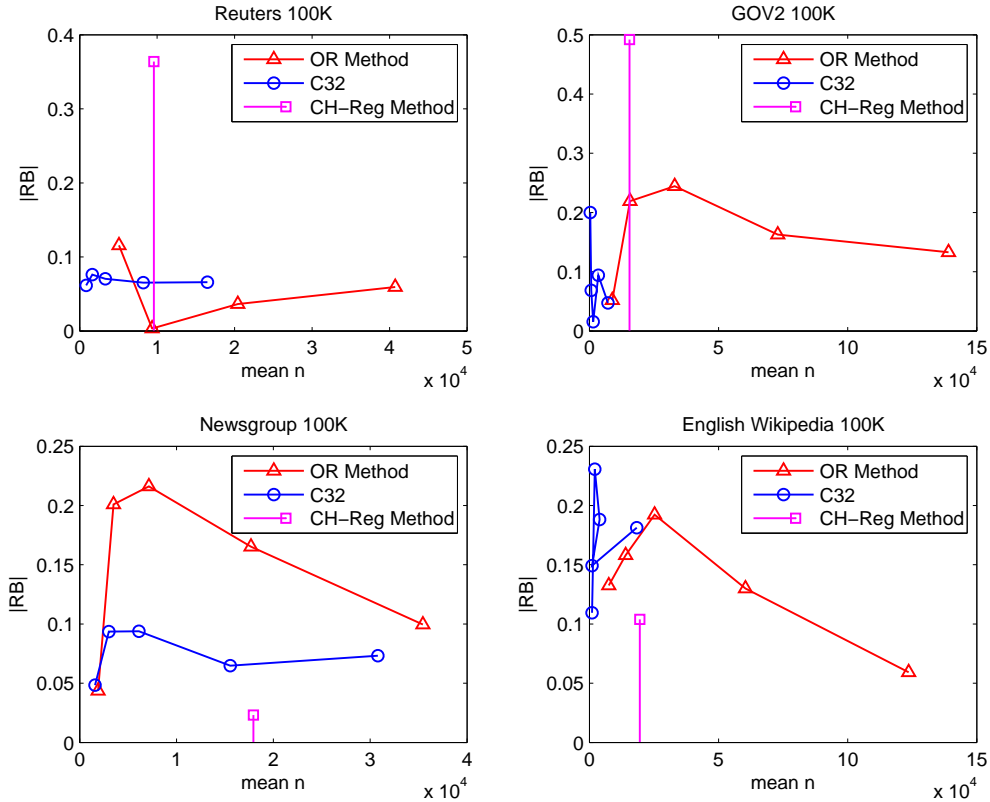 Reuters 100K
0.4
0.3
0.2
0.1
0
|RB|
OR Method
C32
CH-Reg Method
0 1 2 3 4 5
mean n
x 10^4
GOV2 100K
0.5
0.4
0.3
0.2
0.1
0
|RB|
OR Method
C32
CH-Reg Method
0 5 10 15
mean n
x 10^4
Newsgroup 100K
0.25
0.2
0.15
0.1
0.05
0
|RB|
OR Method
C32
CH-Reg Method
0 1 2 3 4
mean n
x 10^4
English Wikipedia 100K
0.25
0.2
0.15
0.1
0.05
0
|RB|
OR Method
C32
CH-Reg Method
0 5 10 15
mean n
x 10^4